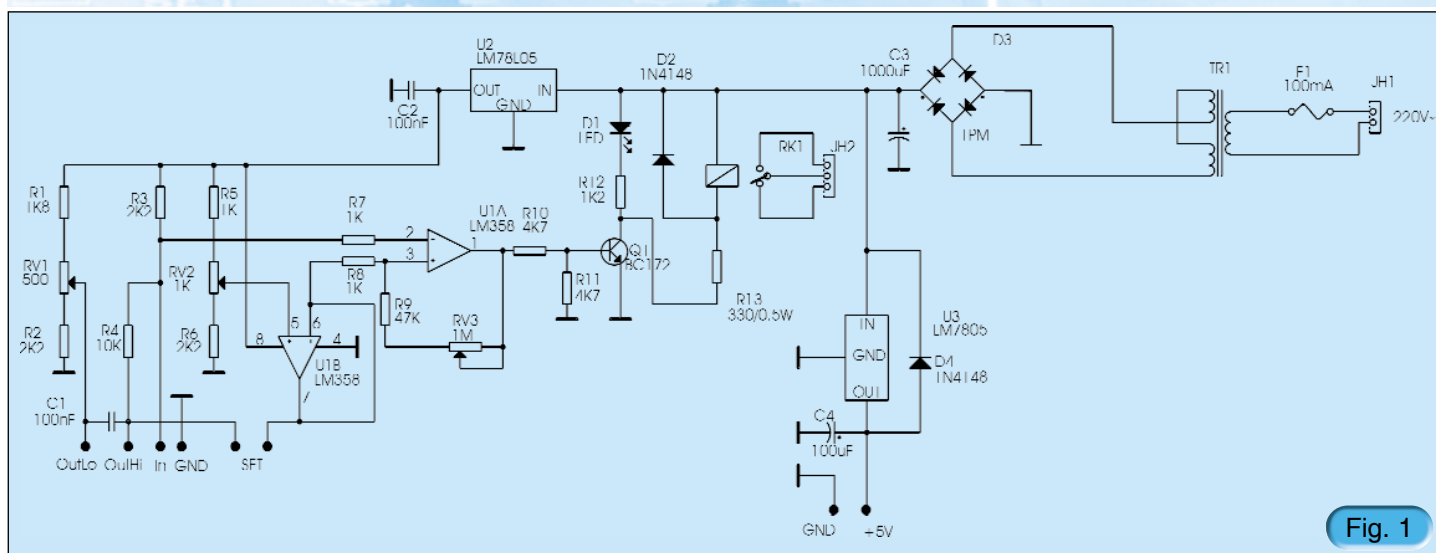 U2
LM78L05
OUT
IN
GND
C2
100nF
D2
1N4148
D1
LED
R12
1K2
RK1
JH2
C3
1000uF
D3
1PM
TR1
F1
100mA
JH1
220V~
R1
1K8
R3
2K2
R5
1K
R7
1K
U1A
LM358
2
3
1
R10
4K7
Q1
BC172
R11
4K7
R13
330/0.5W
RV1
500
RV2
1K
R8
1K
R9
47K
RV3
1M
R2
2K2
R4
10K
R6
2K2
5
6
8
4
U1B
LM358
7
C1
100nF
OutLo
OutHi
In
GND
SET
IN
GND
OUT
U3
LM7805
D4
1N4148
C4
100uF
GND
+5V
Fig. 1